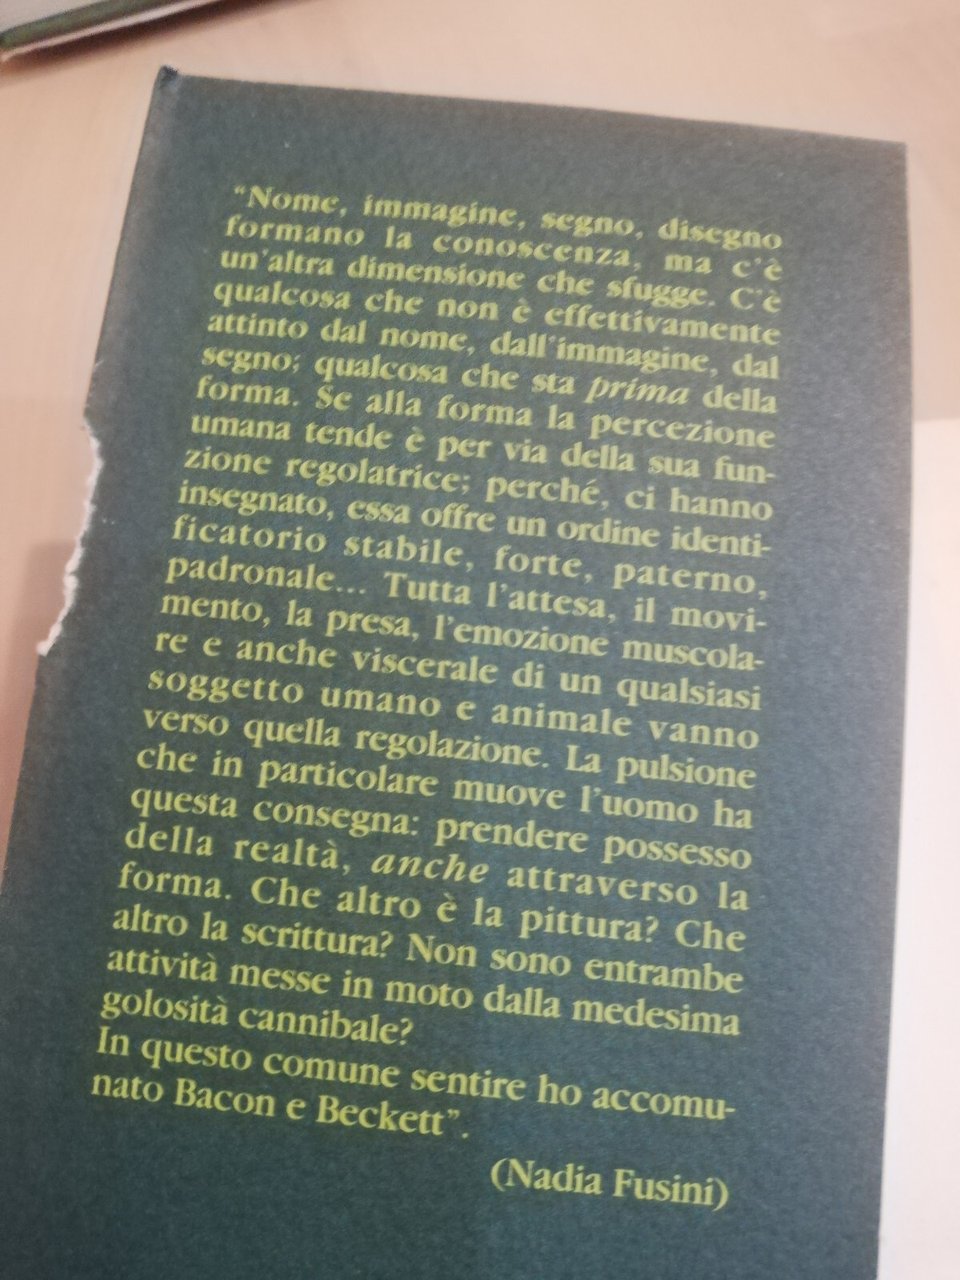 “Nome, immagine, segno, disegno
formano la conoscenza, ma c'è
un'altra dimensione che sfugge. C'è
qualcosa che non è effettivamente
attinto dal nome, dall'immagine, dal
segno; qualcosa che sta prima della
forma. Se alla forma la percezione
umana tende è per via della sua fun-
zione regolatrice; perché, ci hanno
insegnato, essa offre un ordine identi-
ficatorio stabile, forte, paterno,
padronale... Tutta l'attesa, il movi-
mento, la presa, l'emozione muscola-
re e anche viscerale di un qualsiasi
soggetto umano e animale vanno
verso quella regolazione. La pulsione
che in particolare muove l'uomo ha
questa consegna: prendere possesso
della realtà, anche attraverso la
forma. Che altro è la pittura? Che
altro la scrittura? Non sono entrambe
attività messe in moto dalla medesima
golosità cannibale?
In questo comune sentire ho accomu-
nato Bacon e Beckett”.
(Nadia Fusini)